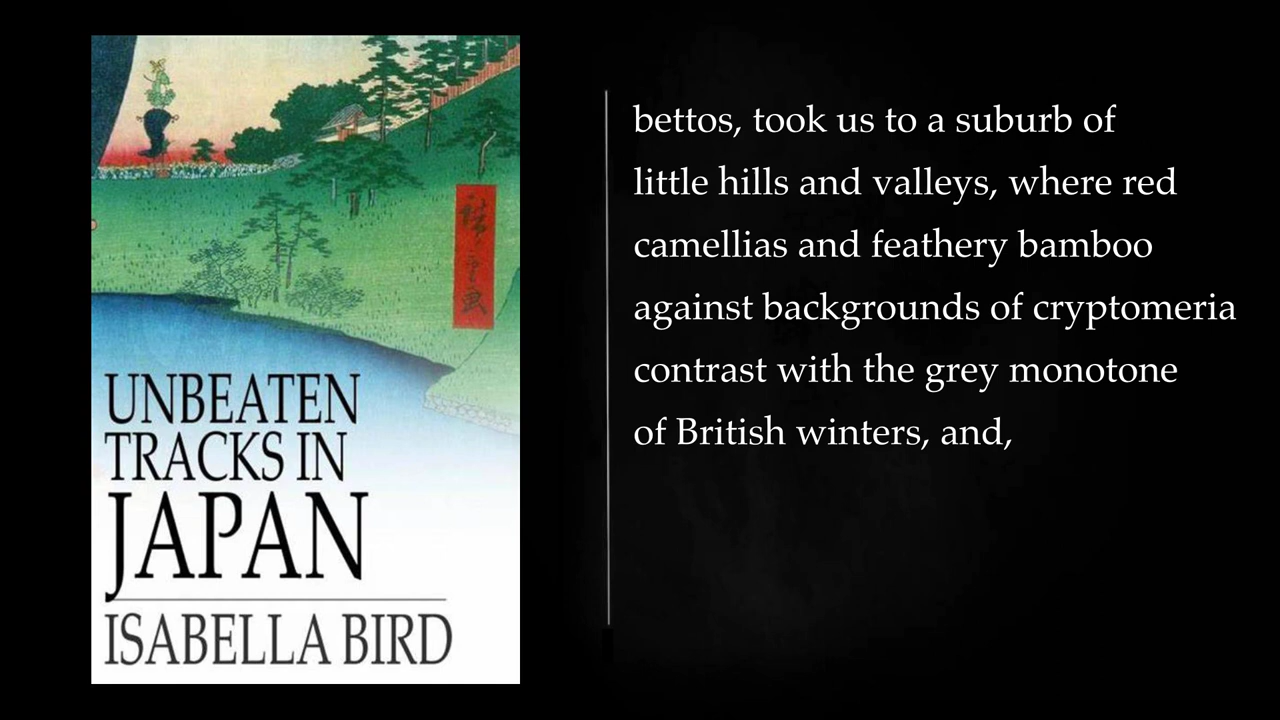 UNBEATEN
TRACKS IN
JAPAN
ISABELLA BIRD
bettos, took us to a suburb of
little hills and valleys, where red
camellias and feathery bamboo
against backgrounds of cryptomeria
contrast with the grey monotone
of British winters, and,